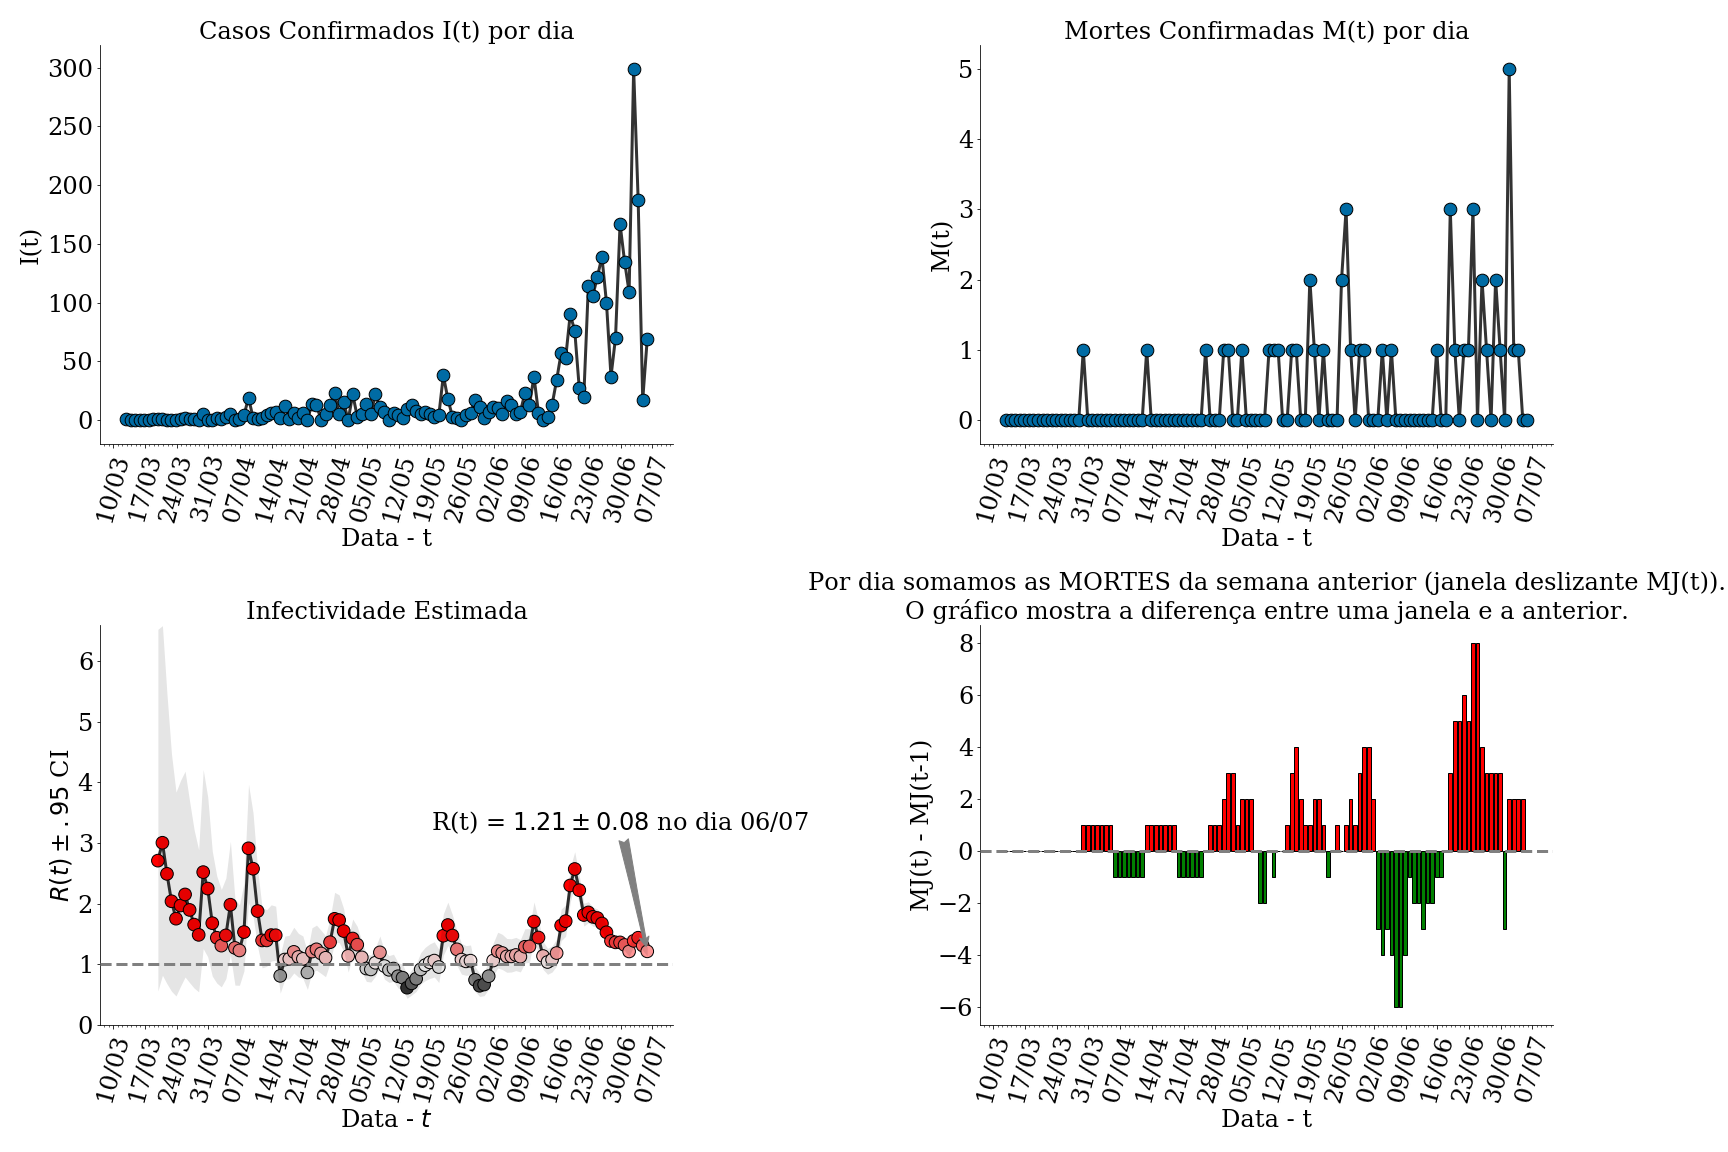 Casos Confirmados I(t) por dia
300
250
200
150
100
50
0
I(t)
10/03 17/03 24/03 31/03 07/04 14/04 21/04 28/04 05/05 12/05 19/05 26/05 02/06 09/06 16/06 23/06 30/06 07/07
Data - t
Mortes Confirmadas M(t) por dia
5
4
3
2
1
0
M(t)
10/03 17/03 24/03 31/03 07/04 14/04 21/04 28/04 05/05 12/05 19/05 26/05 02/06 09/06 16/06 23/06 30/06 07/07
Data - t
Infectividade Estimada
6
5
4
3
2
1
0
R(t) ± .95 CI
R(t) = 1.21 ± 0.08 no dia 06/07
10/03 17/03 24/03 31/03 07/04 14/04 21/04 28/04 05/05 12/05 19/05 26/05 02/06 09/06 16/06 23/06 30/06 07/07
Data - t
Por dia somamos as MORTES da semana anterior (janela deslizante MJ(t)).
O gráfico mostra a diferença entre uma janela e a anterior.
8
6
4
2
0
−2
−4
−6
MJ(t) - MJ(t-1)
10/03 17/03 24/03 31/03 07/04 14/04 21/04 28/04 05/05 12/05 19/05 26/05 02/06 09/06 16/06 23/06 30/06 07/07
Data - t